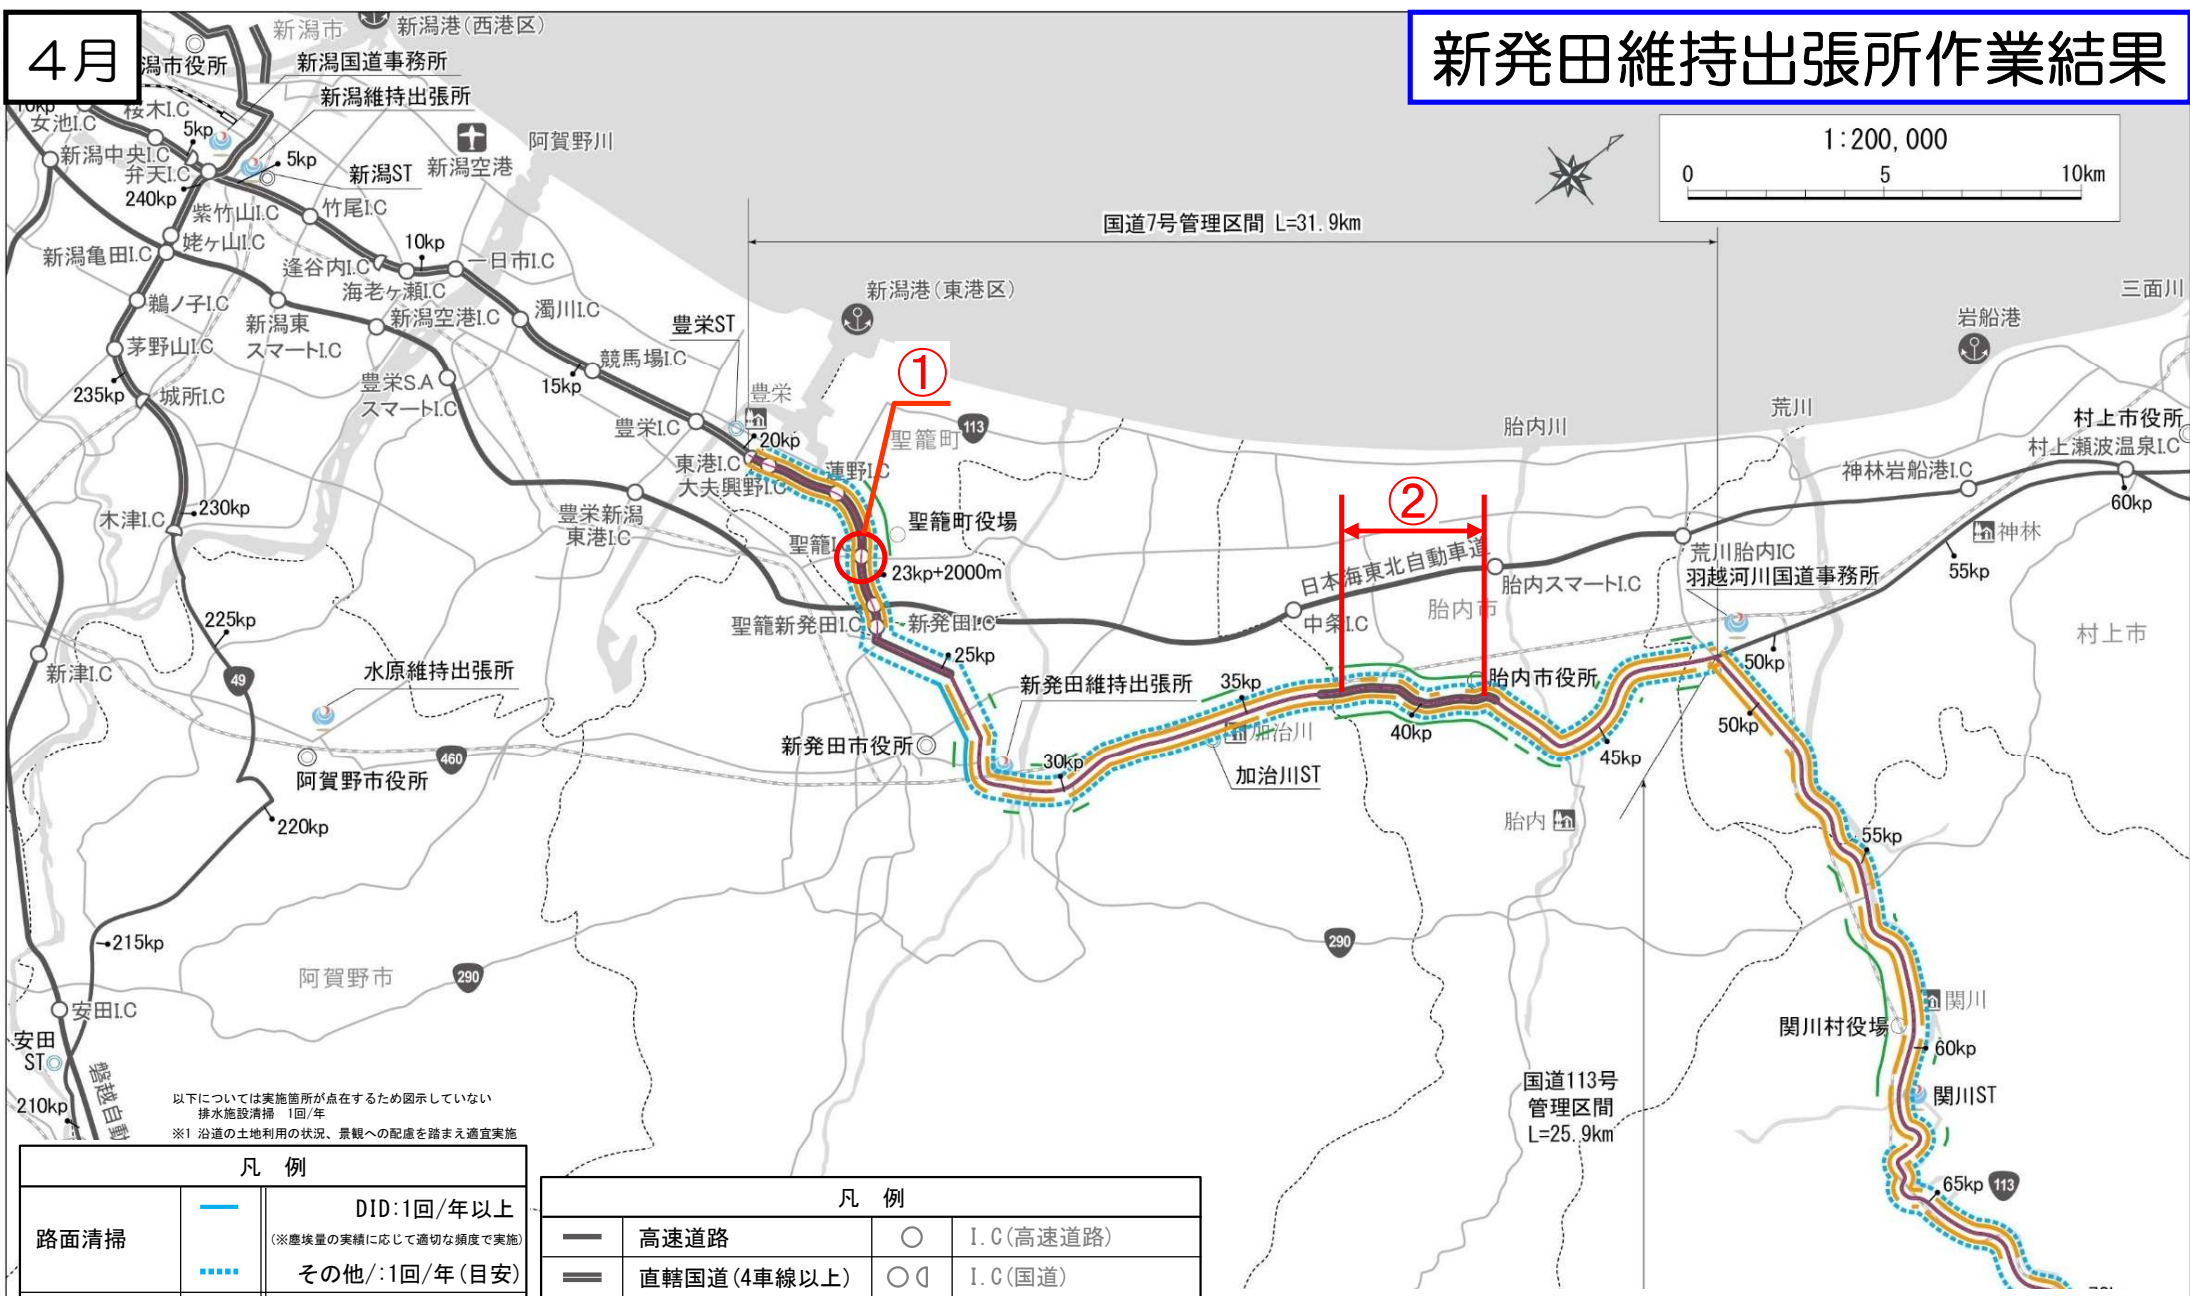 4月
新発田維持出張所作業結果
新潟市
新潟港(西港区)
潟市役所
新潟国道事務所
新潟維持出張所
桜木I.C
女池I.C
5kp
新潟中央I.C
弁天I.C
5kp
新潟ST
新潟空港
阿賀野川
240kp
紫竹山I.C
竹尾I.C
姥ヶ山I.C
新潟亀田I.C
逢谷内I.C
10kp
一日市I.C
海老ヶ瀬I.C
鵜ノ子I.C
新潟東
スマートI.C
新潟空港I.C
濁川I.C
茅野山I.C
235kp
城所I.C
豊栄S.A
スマートI.C
15kp
競馬場I.C
豊栄ST
豊栄
豊栄I.C
20kp
東港I.C
大夫興野I.C
蓮野I.C
新潟港(東港区)
①
聖籠町
113
聖籠町役場
聖籠I.
23kp+2000m
国道7号管理区間 L=31.9km
1:200,000
0 5 10km
三面川
岩船港
荒川
胎内川
村上市役所
村上瀬波温泉I.C
神林岩船港I.C
60kp
神林
55kp
②
日本海東北自動車道
胎内スマートI.C
荒川胎内IC
羽越河川国道事務所
胎内市
中条I.C
村上市
木津I.C
230kp
豊栄新潟
東港I.C
225kp
新津I.C
49
水原維持出張所
聖籠新発田I.C
新発田I.C
25kp
新発田維持出張所
35kp
胎内市役所
50kp
50kp
40kp
45kp
加治川
加治川ST
新発田市役所
30kp
460
阿賀野市役所
220kp
胎内
55kp
215kp
290
290
阿賀野市
安田I.C
安田
ST
磐越自動
210kp
関川
関川村役場
60kp
関川ST
国道113号
管理区間
L=25.9km
65kp
113
以下については実施箇所が点在するため図示していない
排水施設清掃 1回/年
※1 沿道の土地利用の状況、景観への配慮を踏まえ適宜実施
凡 例
路面清掃
DID:1回/年以上
(※塵埃量の実績に応じて適切な頻度で実施)
その他/:1回/年(目安)
凡 例
高速道路
I.C(高速道路)
直轄国道(4車線以上)
I.C(国道)